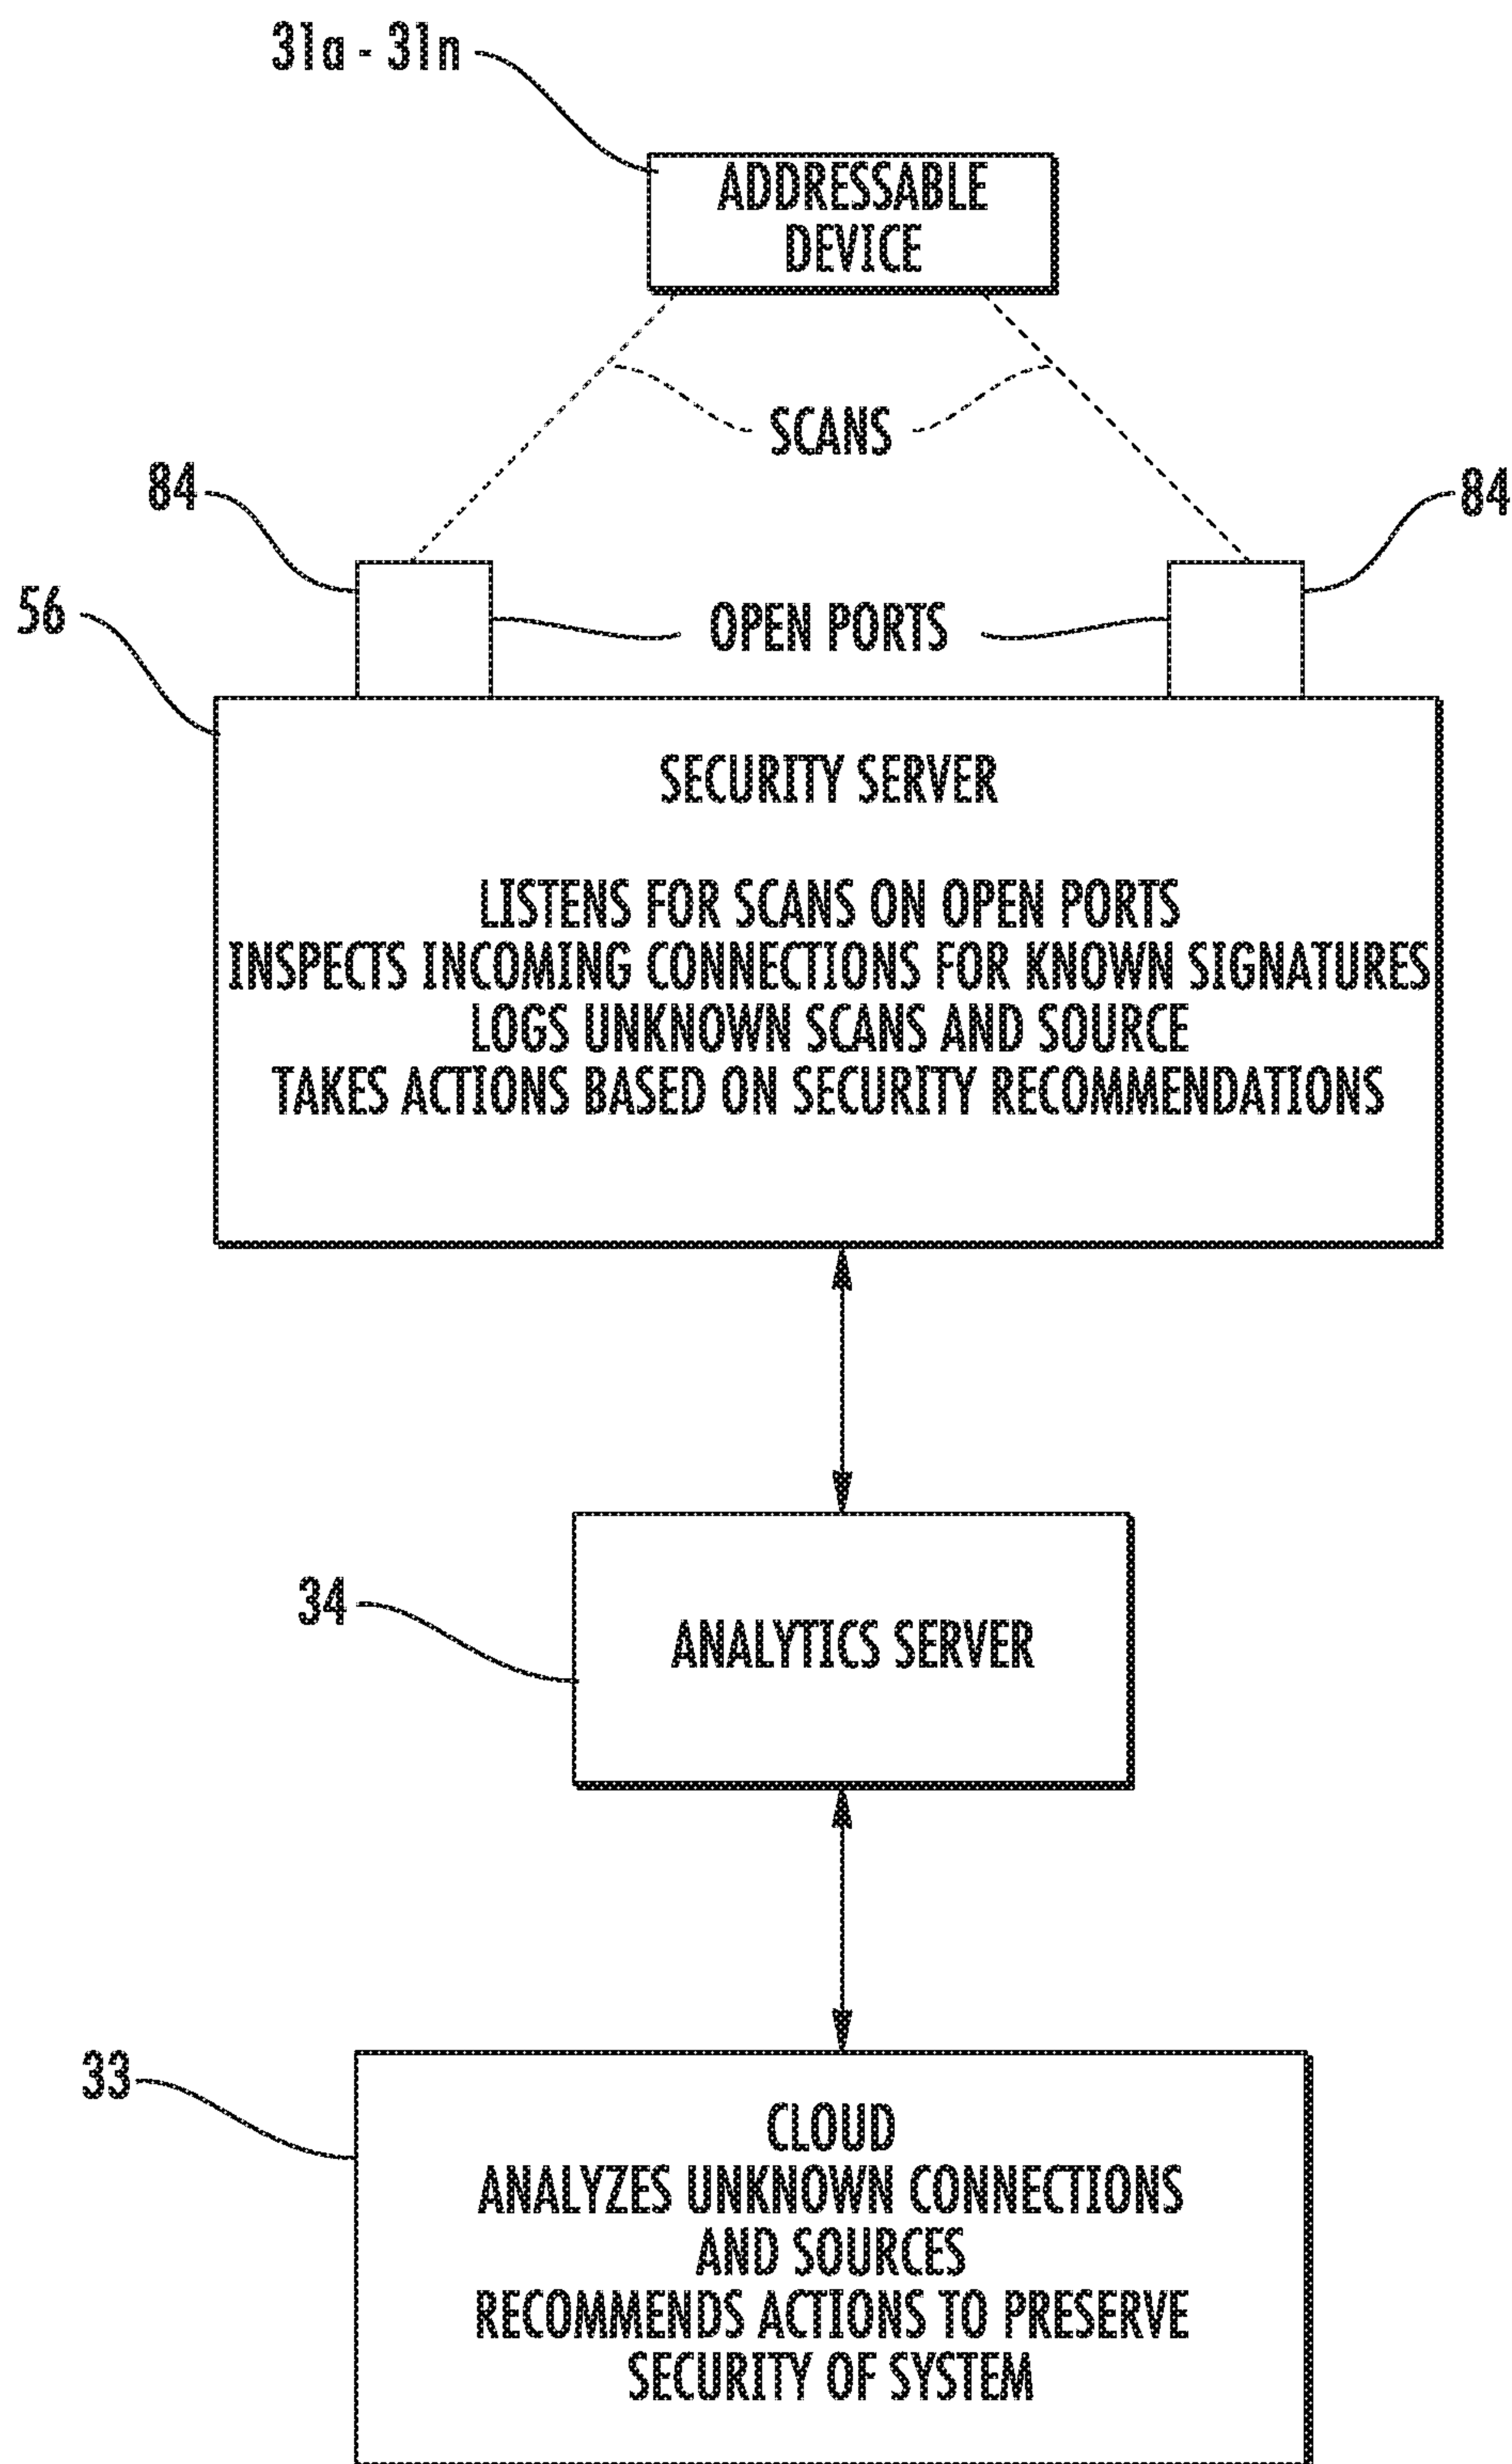 31a - 31n
ADDRESSABLE
DEVICE
SCANS
84
84
56
OPEN PORTS
SECURITY SERVER
LISTENS FOR SCANS ON OPEN PORTS
INSPECTS INCOMING CONNECTIONS FOR KNOWN SIGNATURES
LOGS UNKNOWN SCANS AND SOURCE
TAKES ACTIONS BASED ON SECURITY RECOMMENDATIONS
34
ANALYTICS SERVER
33
CLOUD
ANALYZES UNKNOWN CONNECTIONS
AND SOURCES
RECOMMENDS ACTIONS TO PRESERVE
SECURITY OF SYSTEM